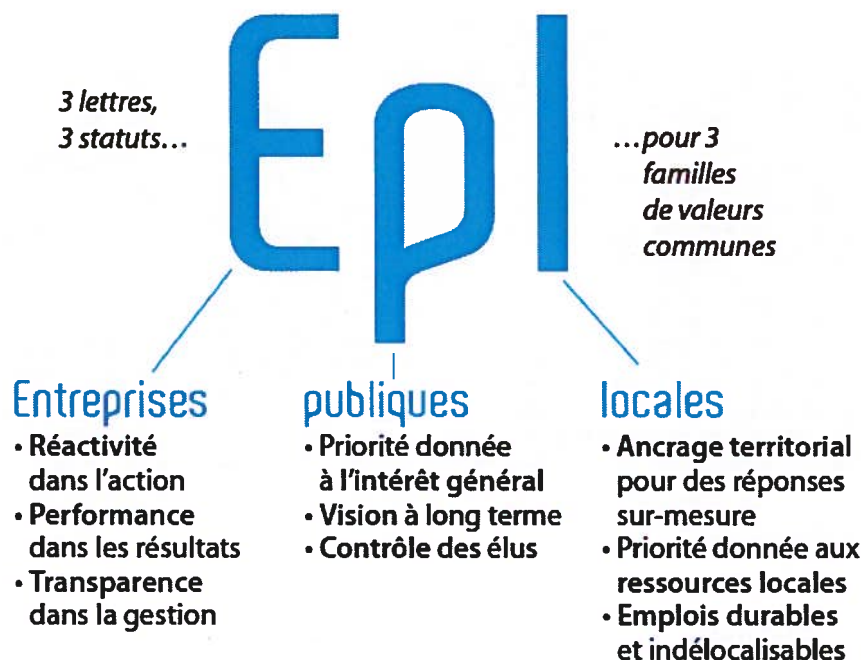 3 lettres,
3 statuts...
Epl
...pour 3
familles
de valeurs
communes
Entreprises
• Réactivité
dans l'action
• Performance
dans les résultats
• Transparence
dans la gestion
publiques
• Priorité donnée
à l'intérêt général
• Vision à long terme
• Contrôle des élus
locales
• Ancrage territorial
pour des réponses
sur-mesure
• Priorité donnée aux
ressources locales
• Emplois durables
et indélocalisables